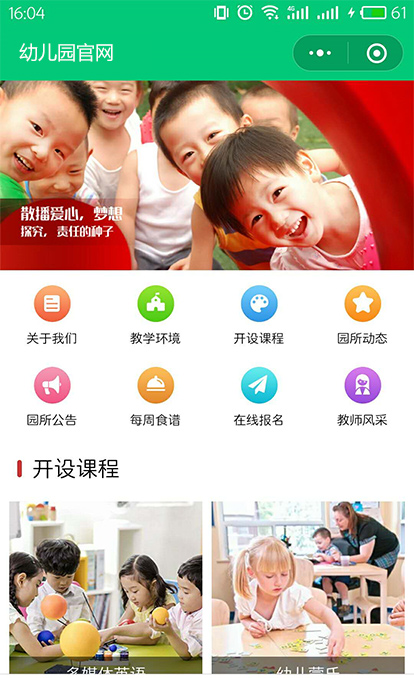 16:04
4G
61
幼儿园官网
散播爱心，梦想
探究，责任的种子
关于我们
教学环境
开设课程
园所动态
园所公告
每周食谱
在线报名
教师风采
开设课程
多媒体英语
幼儿蒙氏